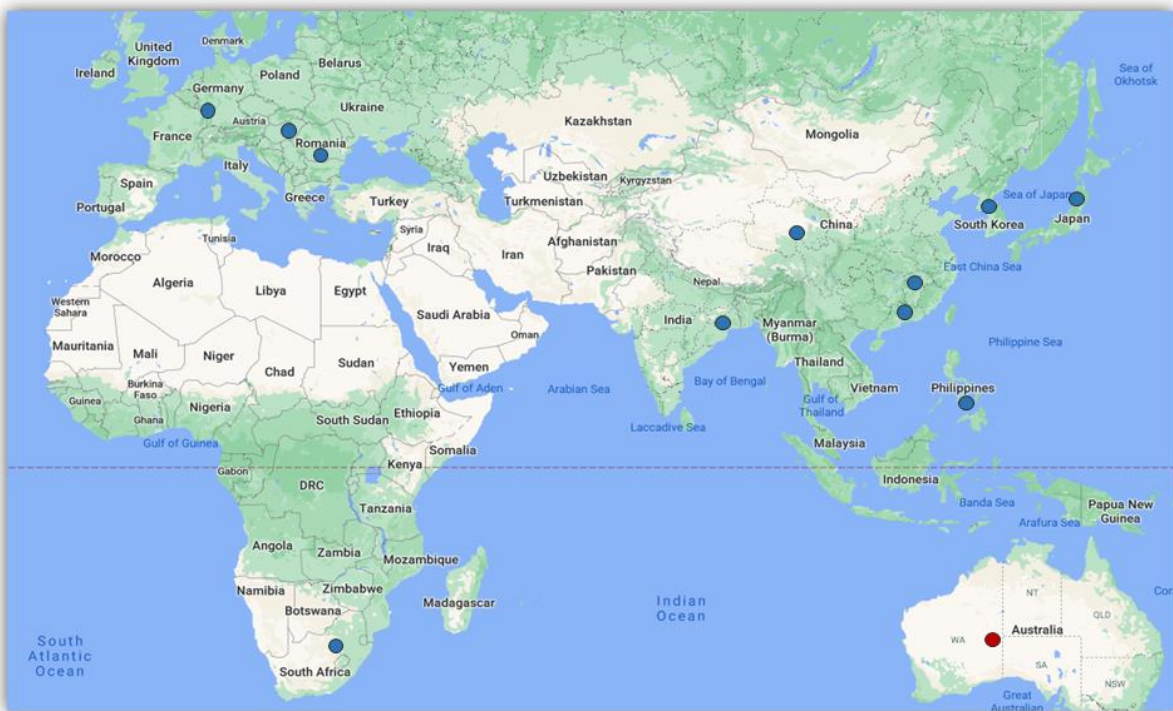 Denmark
United
Kingdom
Ireland
Poland
Belarus
Germany
Ukraine
France
Austria
Romania
Italy
Spain
Portugal
Greece
Turkey
Kazakhstan
Mongolia
Sea of
Okhotsk
Uzbekistan
Kyrgyzstan
Turkmenistan
Sea of Japan
South Korea
Japan
China
Tunisia
Syria
Iraq
Iran
Afghanistan
Morocco
Pakistan
East China Sea
Nepal
Algeria
Libya
Egypt
Western
Sahara
Saudi Arabia
Oman
India
Myanmar
(Burma)
Mauritania
Mali
Niger
Chad
Sudan
Yemen
Thailand
Philippine Sea
Burkina
Faso
Gulf of Aden
Arabian Sea
Bay of Bengal
Vietnam
Philippines
Guinea
Ghana
Nigeria
South Sudan
Ethiopia
Gulf of
Thailand
Laccadive Sea
Gulf of Guinea
Somalia
Malaysia
Gabon
Kenya
DRC
Indonesia
Tanzania
Banda Sea
Papua New
Guinea
Arafura Sea
Angola
Zambia
Mozambique
Namibia
Zimbabwe
Botswana
Madagascar
Indian
Ocean
NT
Cor
QLD
Australia
WA
South
Atlantic
Ocean
South Africa
SA
NSW
Great
Australian